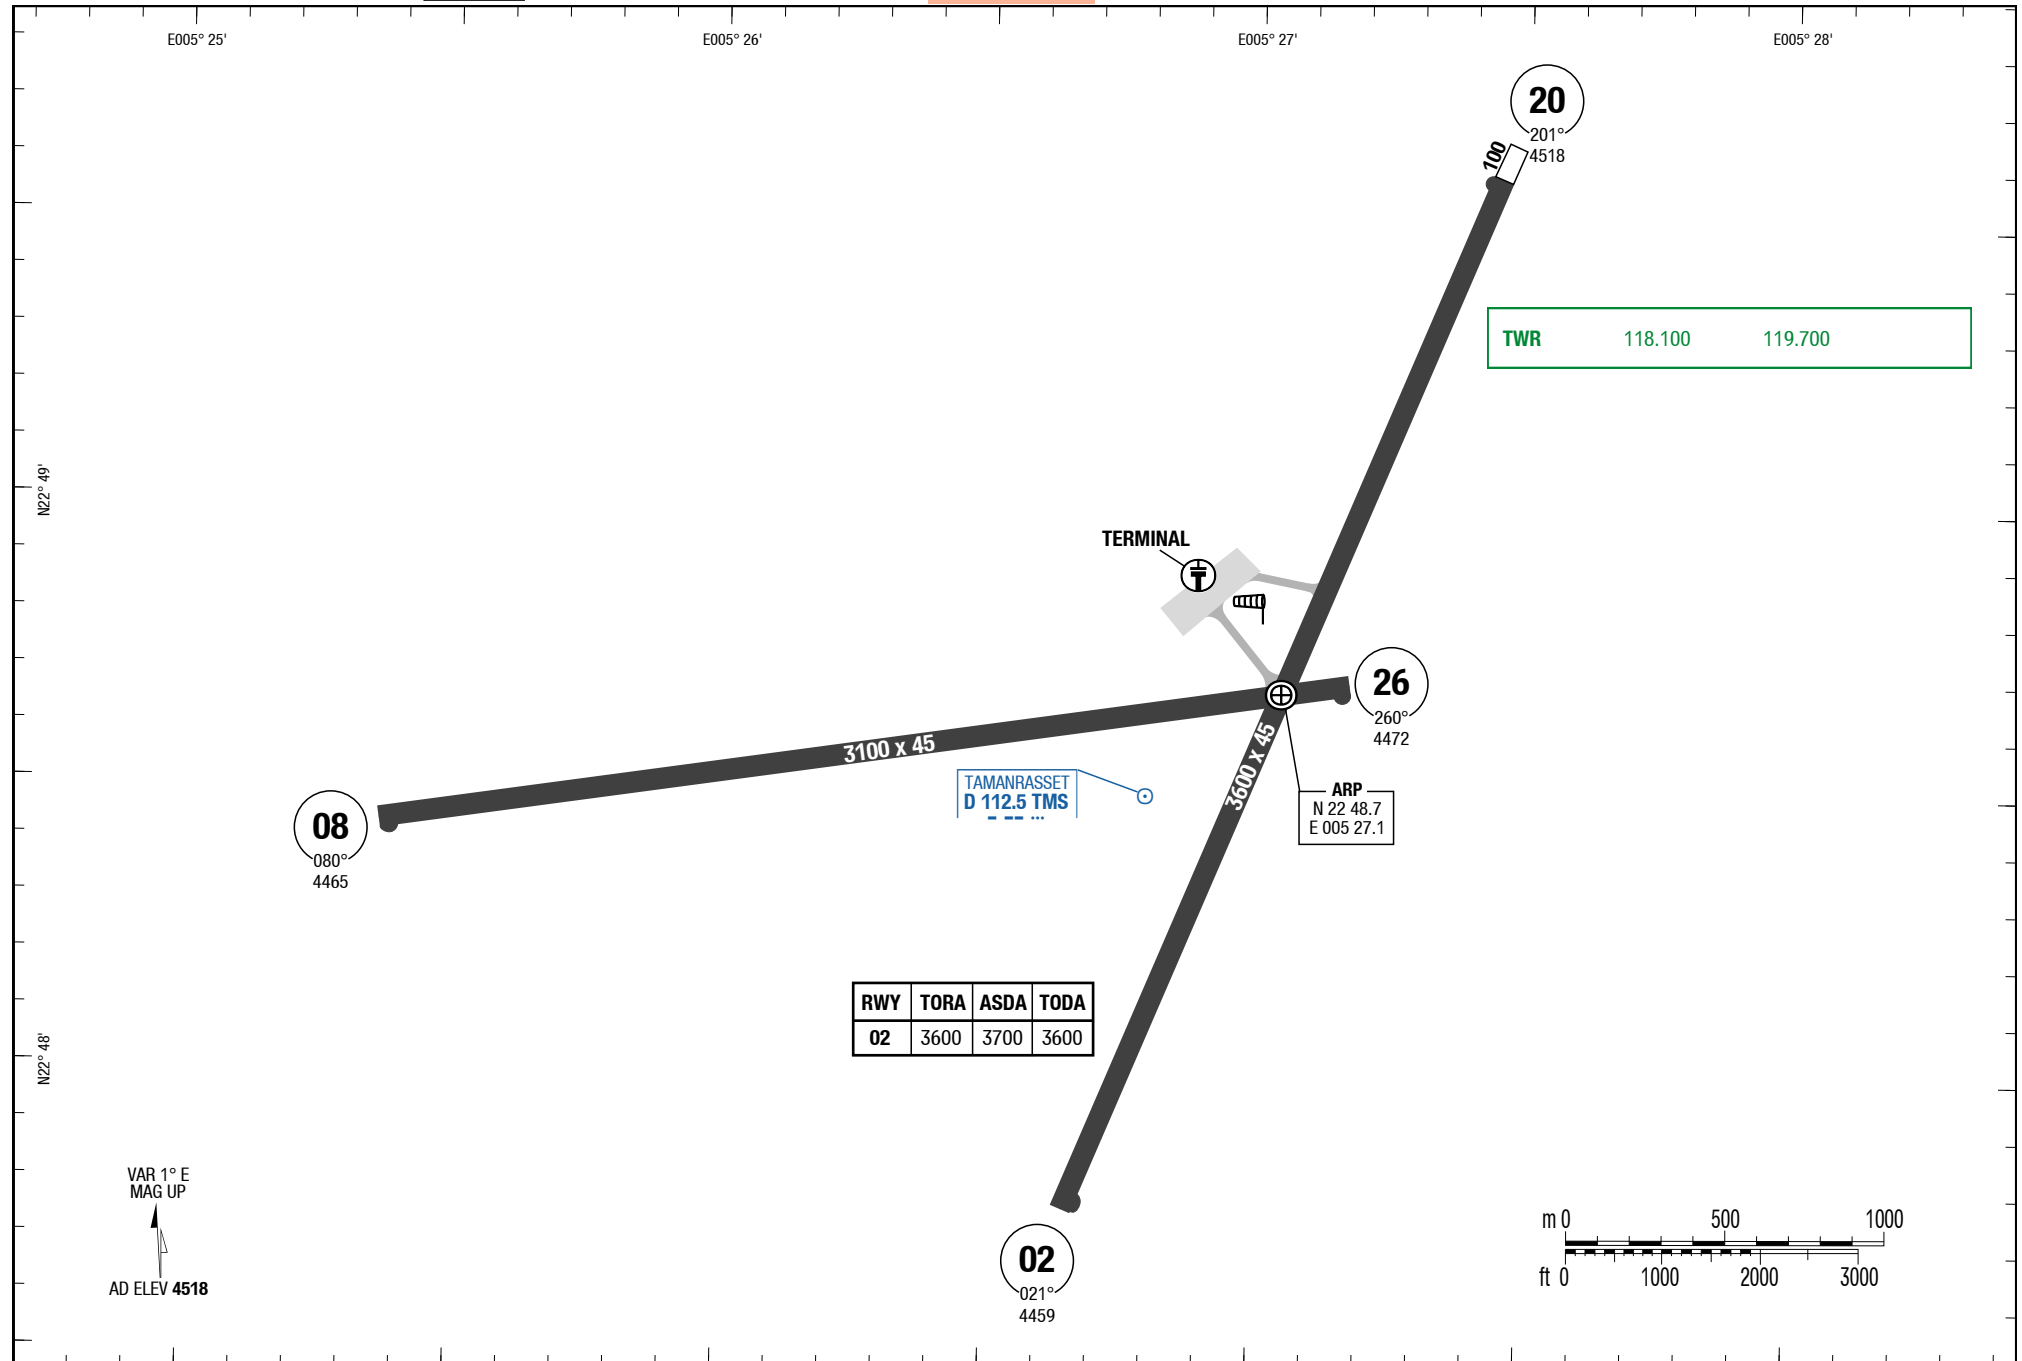 E005° 25'
E005° 26'
E005° 27'
E005° 28'
20
201°
4518
100
TWR 118.100 119.700
N22° 49'
TERMINAL
26
260°
4472
3100 x 45
3600 x 45
TAMANRASSET
D 112.5 TMS
ARP
N 22 48.7
E 005 27.1
08
080°
4465
RWY TORA ASDA TODA
02 3600 3700 3600
N22° 48'
VAR 1° E
MAG UP
AD ELEV 4518
02
021°
4459
m 0 500 1000
ft 0 1000 2000 3000